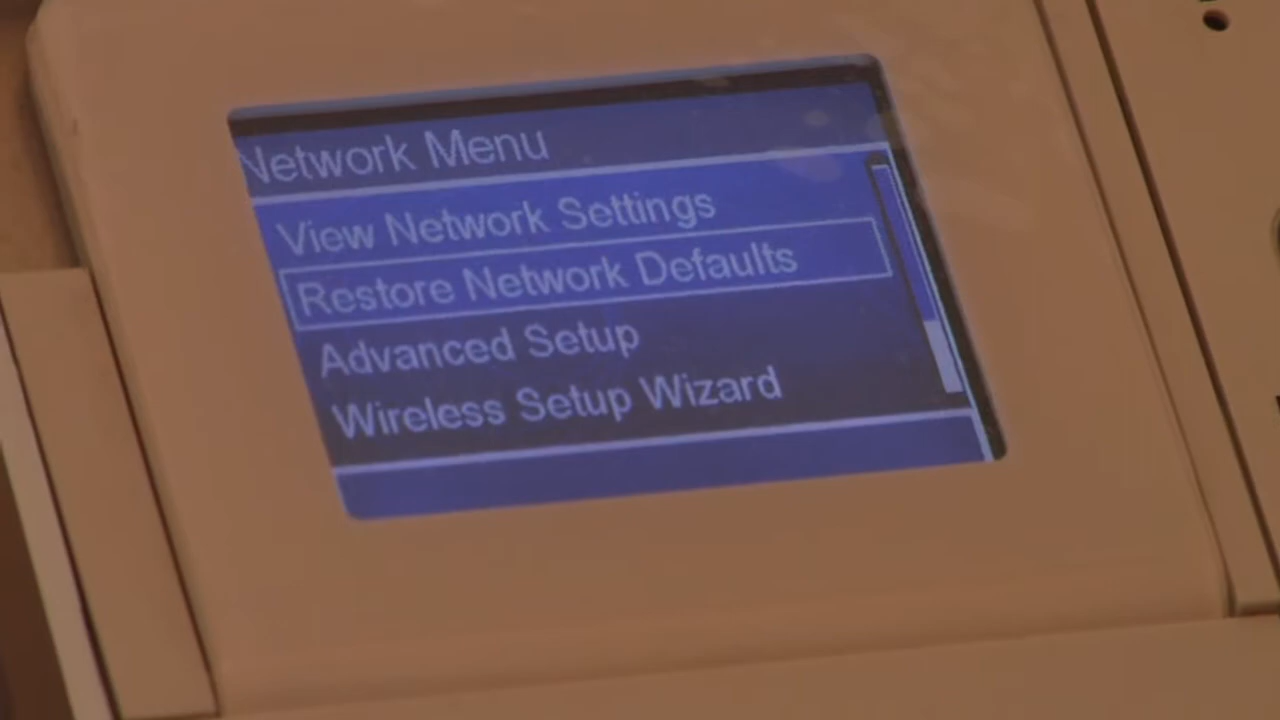 Network Menu
View Network Settings
Restore Network Defaults
Advanced Setup
Wireless Setup Wizard